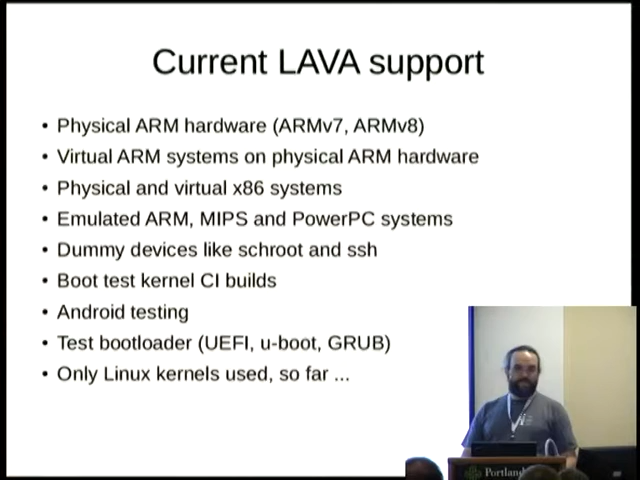 Current LAVA support
• Physical ARM hardware (ARMv7, ARMv8)
• Virtual ARM systems on physical ARM hardware
• Physical and virtual x86 systems
• Emulated ARM, MIPS and PowerPC systems
• Dummy devices like schroot and ssh
• Boot test kernel CI builds
• Android testing
• Test bootloader (UEFI, u-boot, GRUB)
• Only Linux kernels used, so far ...
Portland